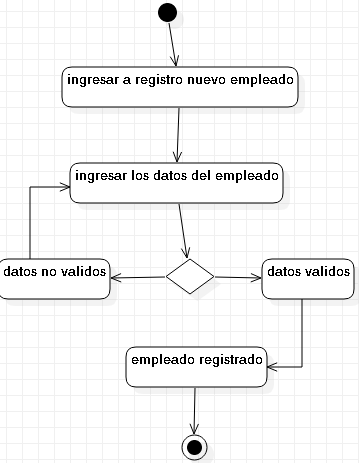 ingresar a registro nuevo empleado
ingresar los datos del empleado
datos no validos
datos validos
empleado registrado